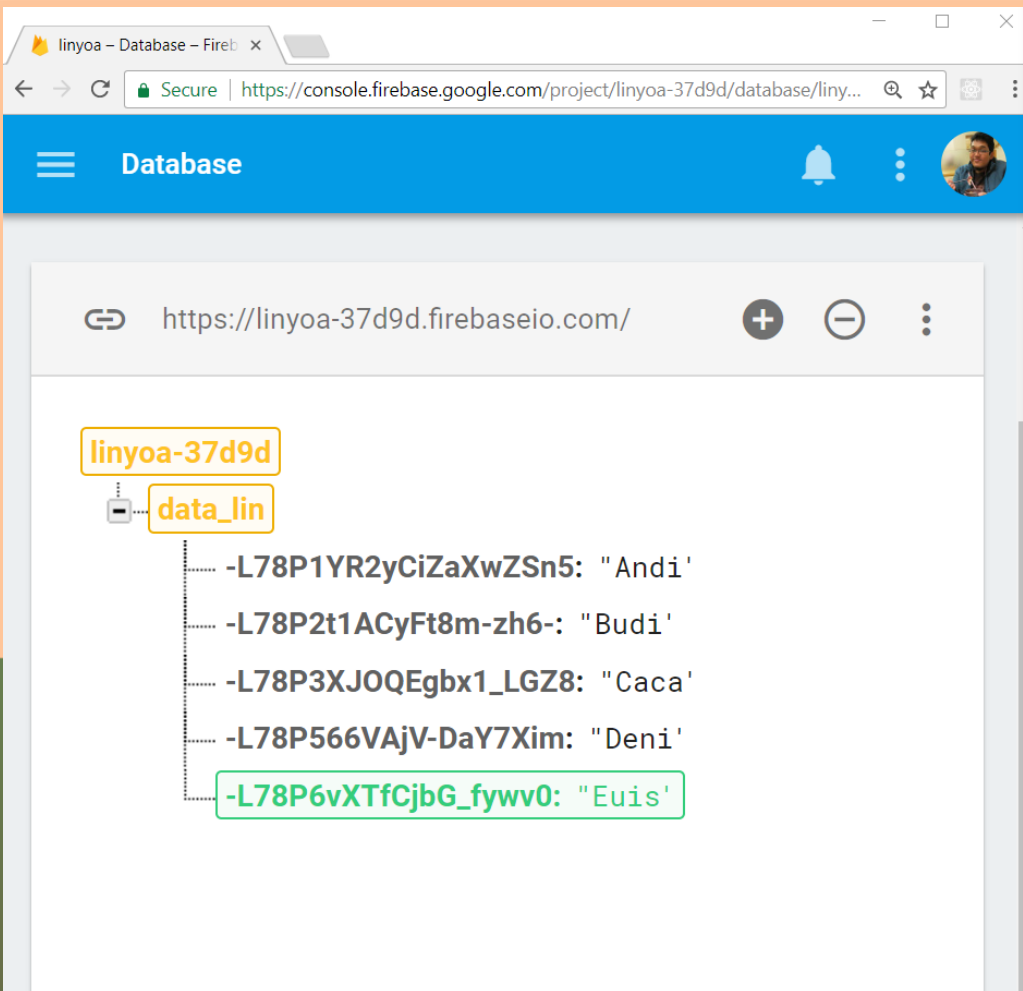 linyoa – Database – Fireb
Secure | https://console.firebase.google.com/project/linyoa-37d9d/database/liny...
Database
https://linyoa-37d9d.firebaseio.com/
linyoa-37d9d
data_lin
-L78P1YR2yCiZaXwZSn5: "Andi'
-L78P2t1ACyFt8m-zh6-: "Budi'
-L78P3XJOQEgbx1_LGZ8: "Caca'
-L78P566VAjV-DaY7Xim: "Deni'
-L78P6vXTfCjbG_fywv0: "Euis'